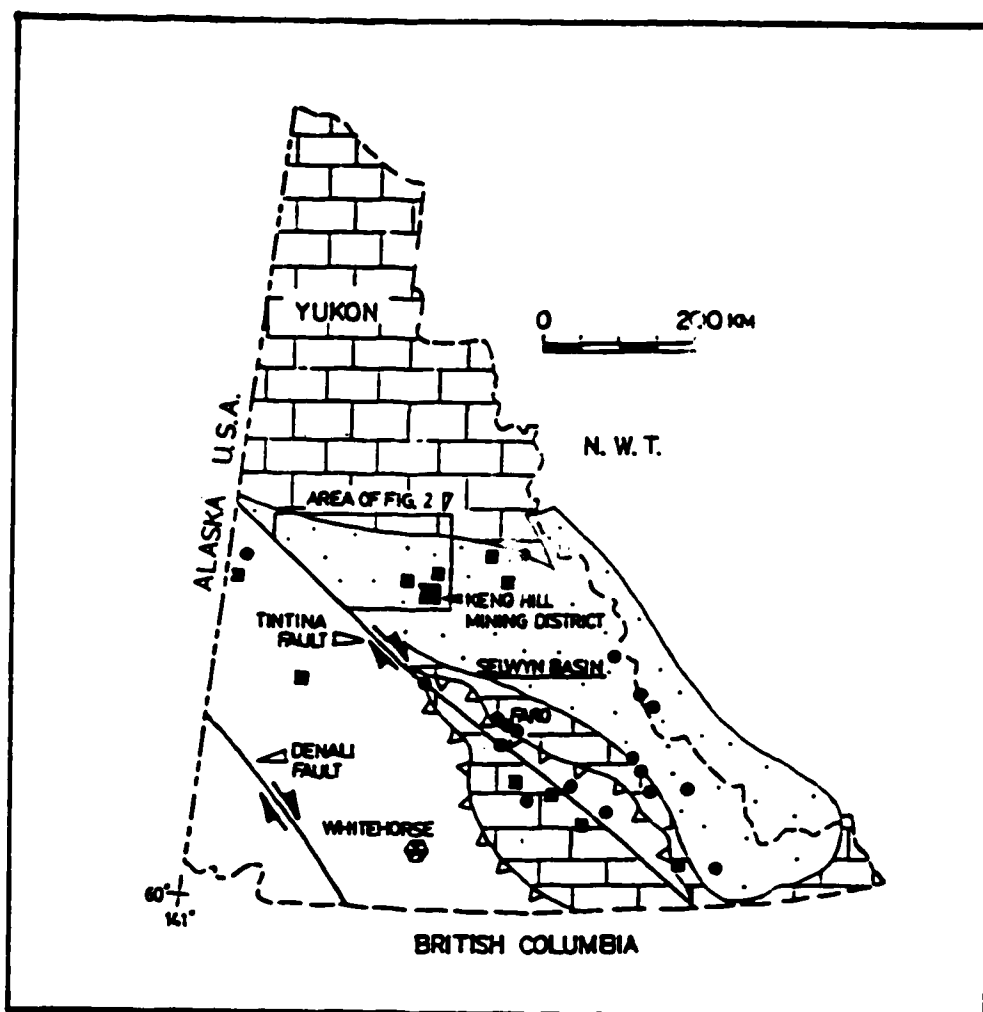 YUKON
0 200 KM
ALASKA U.S.A.
N. W. T.
AREA OF FIG. 2
KENO HILL
MINING DISTRICT
TINTINA
FAULT
SELWYN BASIN
FARO
DENALI
FAULT
WHITEHORSE
60°
141°
BRITISH COLUMBIA